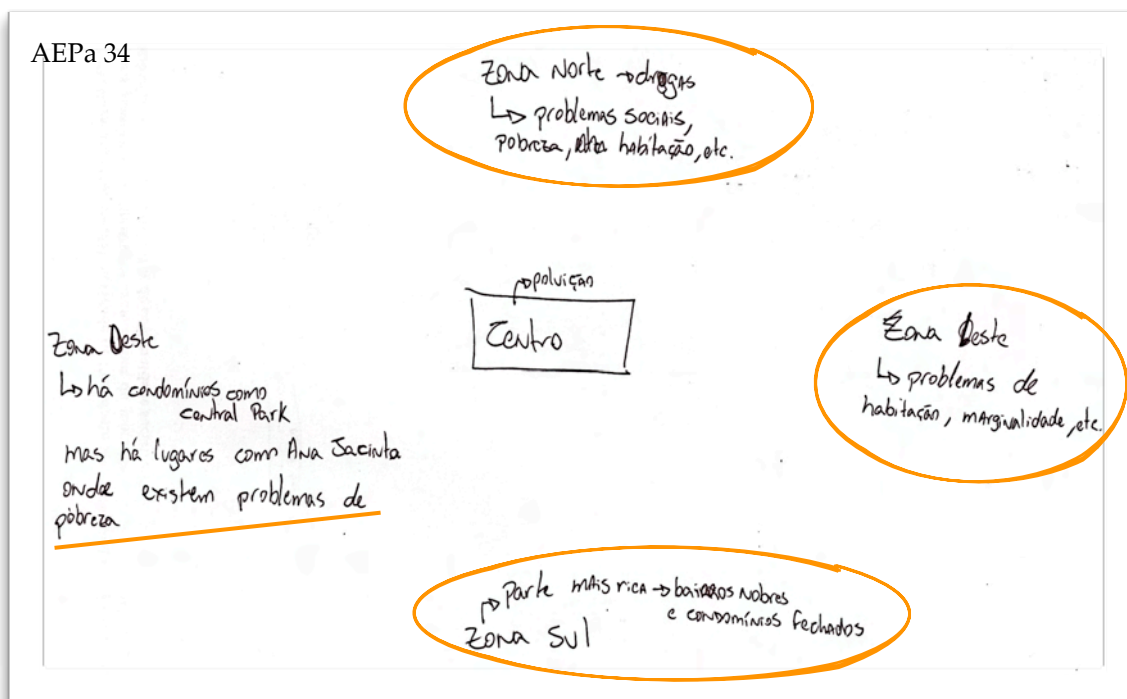 AEPa 34
Zona Norte → drogas
↳ problemas sociais,
pobreza, habitação, etc.
→ poluição
Centro
Zona Oeste
↳ há condomínios como
Central Park
mas há lugares como Ana Jacinta
onde existem problemas de
pobreza
Zona Leste
↳ problemas de
habitação, marginalidade, etc.
→ Parte mais rica → bairros nobres
e condomínios fechados
Zona Sul